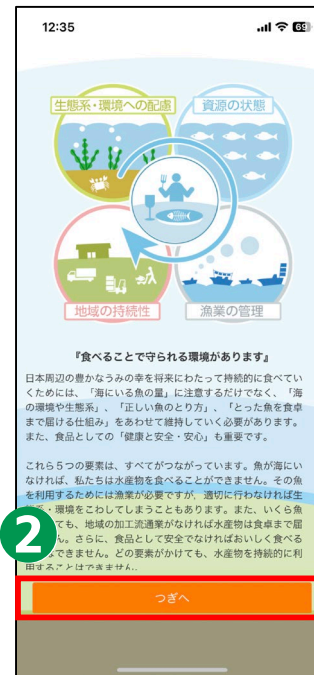 12:35
69
生態系・環境への配慮
資源の状態
地域の持続性
漁業の管理
『食べることで守られる環境があります』
日本周辺の豊かなうみの幸を将来にわたって持続的に食べてい
くためには、「海にいる魚の量」に注意するだけでなく、「海
の環境や生態系」、「正しい魚のとり方」、「とった魚を食卓
まで届ける仕組み」をあわせて維持していく必要があります。
また、食品としての「健康と安全・安心」も重要です。
これら５つの要素は、すべてがつながっています。魚が海にい
なければ、私たちは水産物を食べることができません。その魚
を利用するためには漁業が必要ですが、適切に行わなければ生
・環境をこわしてしまうこともあります。また、いくら魚
ても、地域の加工流通業がなければ水産物は食卓まで届
ん。さらに、食品として安全でなければおいしく食べる
できません。どの要素がかけても、水産物を持続的に利
用することはできません。
2
つぎへ